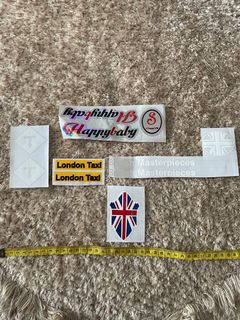 Happybaby
Happybaby
S
London Taxi
London Taxi
Masterpieces
Masterpieces